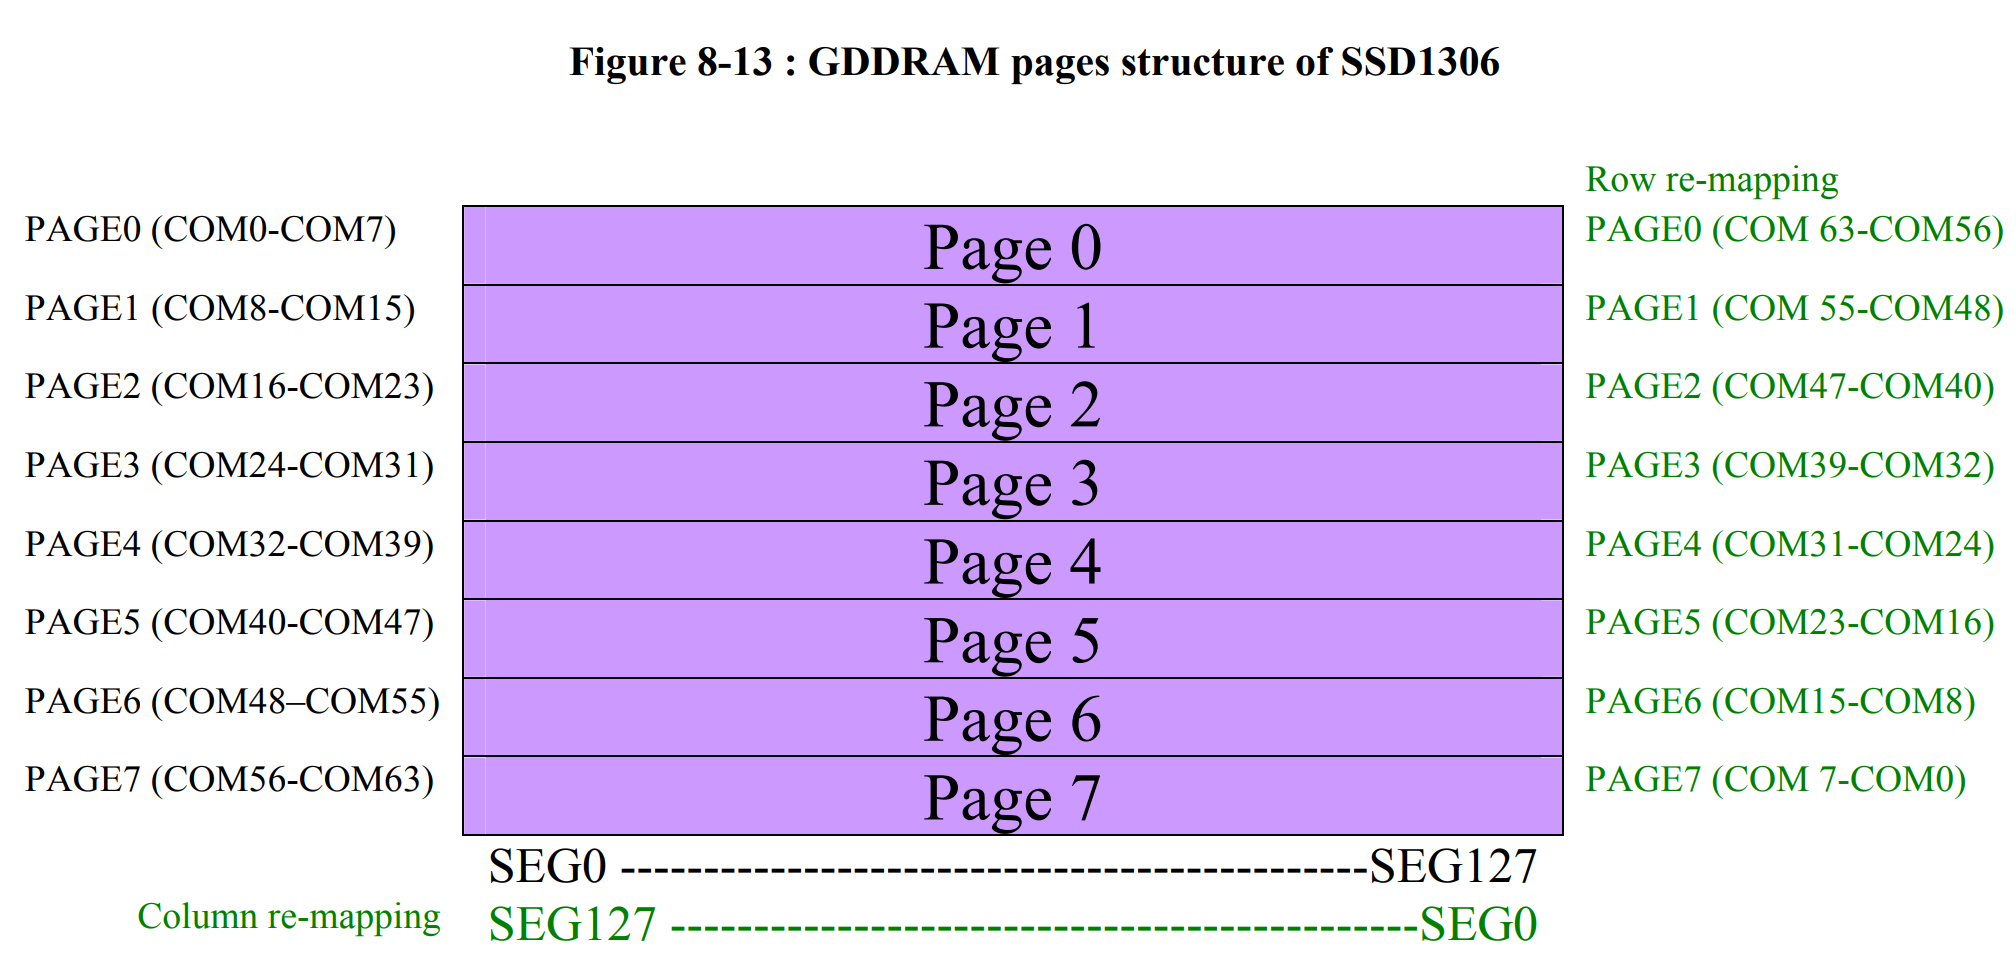 Figure 8-13 : GDDRAM pages structure of SSD1306
Row re-mapping
PAGE0 (COM0-COM7) Page 0 PAGE0 (COM 63-COM56)
PAGE1 (COM8-COM15) Page 1 PAGE1 (COM 55-COM48)
PAGE2 (COM16-COM23) Page 2 PAGE2 (COM47-COM40)
PAGE3 (COM24-COM31) Page 3 PAGE3 (COM39-COM32)
PAGE4 (COM32-COM39) Page 4 PAGE4 (COM31-COM24)
PAGE5 (COM40-COM47) Page 5 PAGE5 (COM23-COM16)
PAGE6 (COM48–COM55) Page 6 PAGE6 (COM15-COM8)
PAGE7 (COM56-COM63) Page 7 PAGE7 (COM 7-COM0)
SEG0 ---------------------------------------------SEG127
Column re-mapping SEG127 ---------------------------------------------SEG0